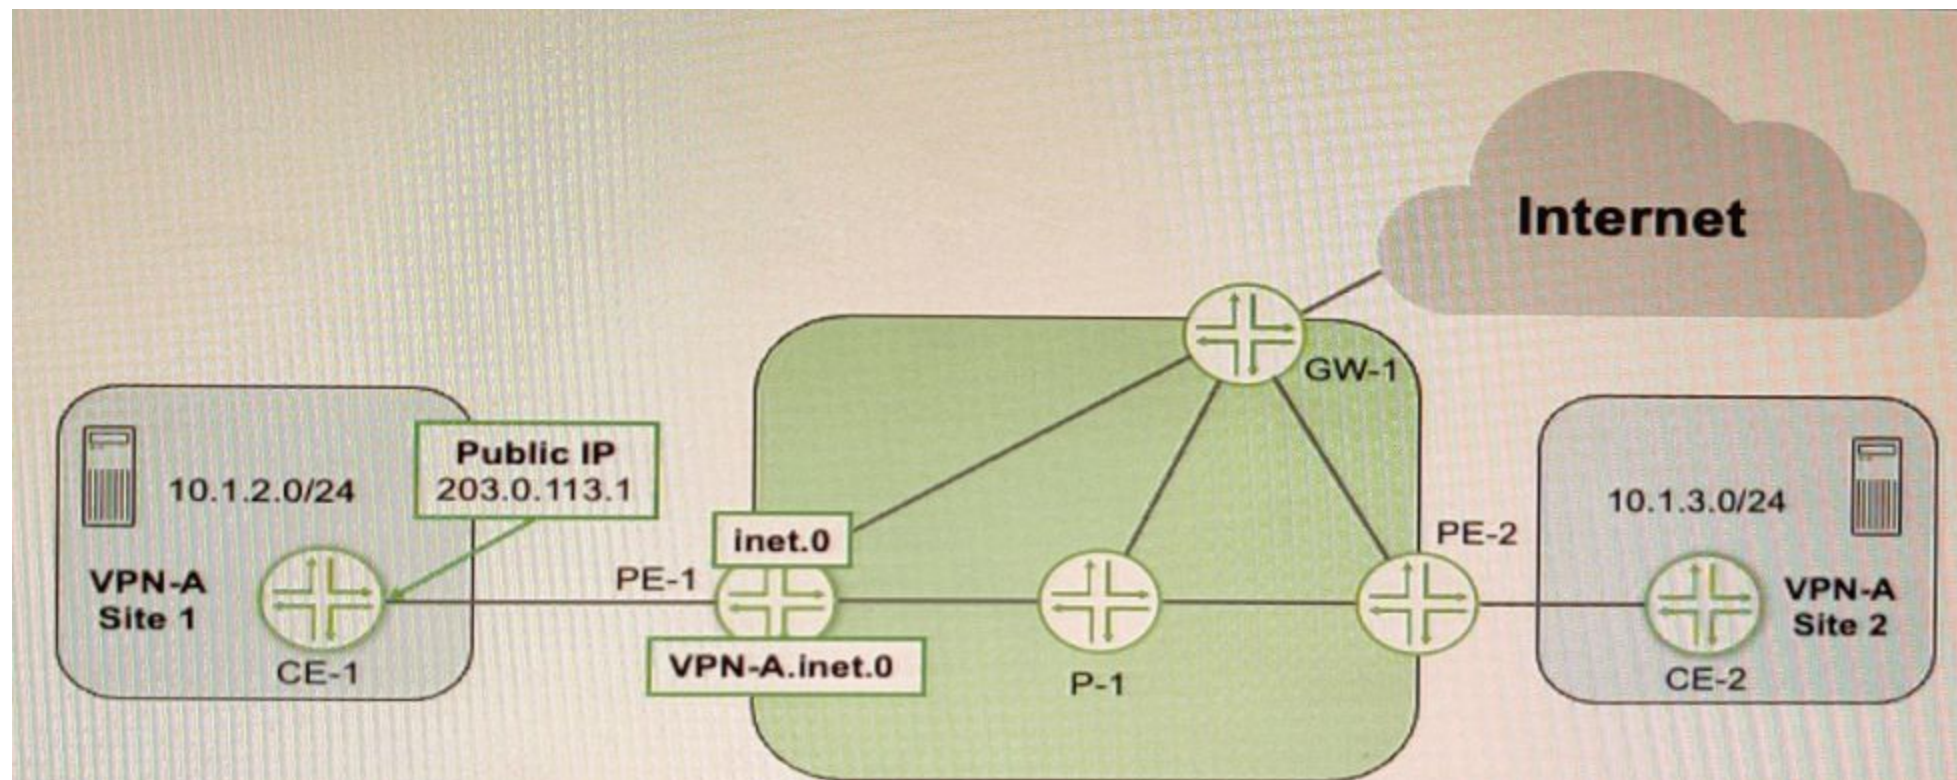 Internet
GW-1
Public IP
203.0.113.1
10.1.2.0/24
VPN-A
Site 1
CE-1
inet.0
PE-1
VPN-A.inet.0
P-1
PE-2
10.1.3.0/24
VPN-A
Site 2
CE-2